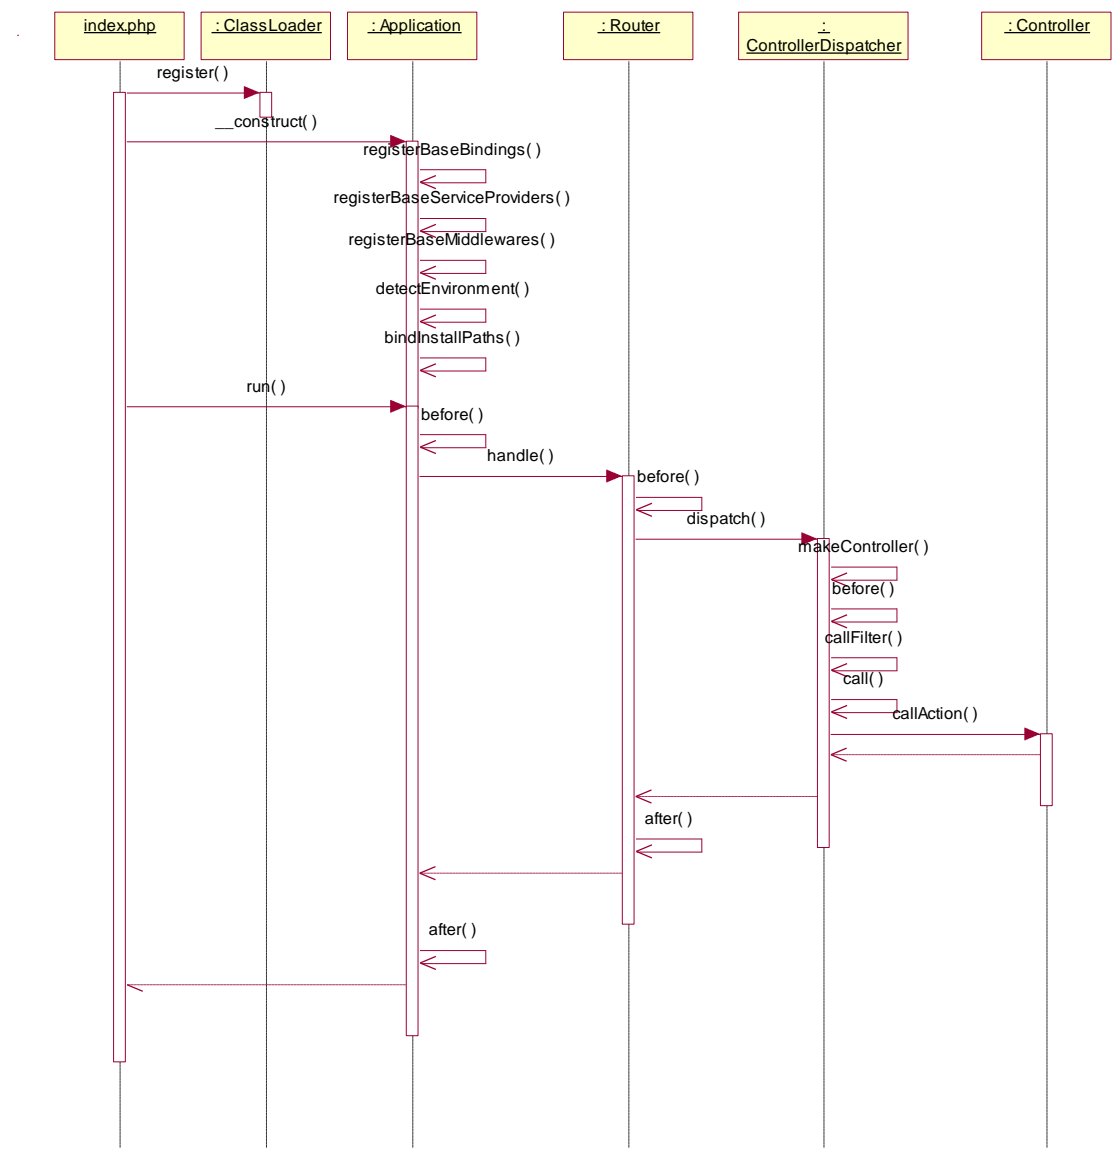 index.php
: ClassLoader
: Application
: Router
:
ControllerDispatcher
: Controller
register( )
__construct( )
registerBaseBindings( )
registerBaseServiceProviders( )
registerBaseMiddlewares( )
detectEnvironment( )
bindInstallPaths( )
run( )
before( )
handle( )
before( )
dispatch( )
makeController( )
before( )
callFilter( )
call( )
callAction( )
after( )
after( )